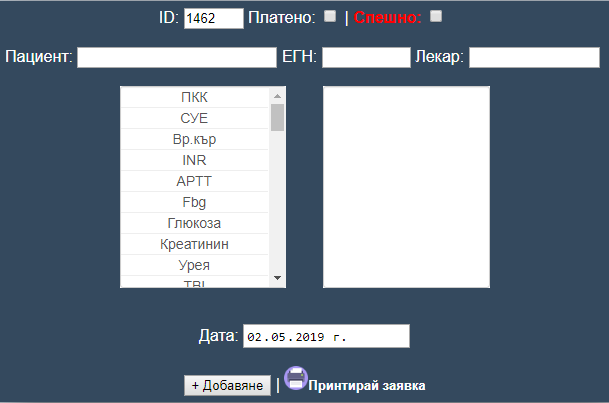 ID: 1462 Платено: | Спешно:
Пациент: ЕГН: Лекар:
ПКК
СУЕ
Вр.кър
INR
APTT
Fbg
Глюкоза
Креатинин
Урея
Дата: 02.05.2019 г.
+ Добавяне | Принтирай заявка